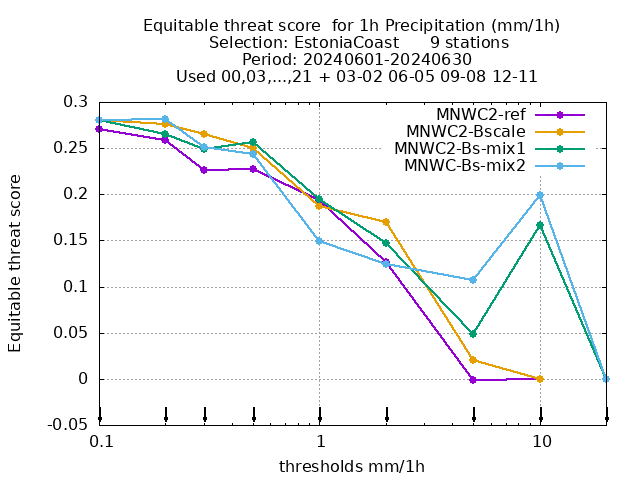 Equitable threat score  for 1h Precipitation (mm/1h)
Selection: EstoniaCoast      9 stations
Period: 20240601-20240630
Used 00,03,...,21 + 03-02 06-05 09-08 12-11
MNWC2-ref
MNWC2-Bscale
MNWC2-Bs-mix1
MNWC-Bs-mix2
Equitable threat score
0.3
0.25
0.2
0.15
0.1
0.05
0
-0.05
0.1 1 10
thresholds mm/1h